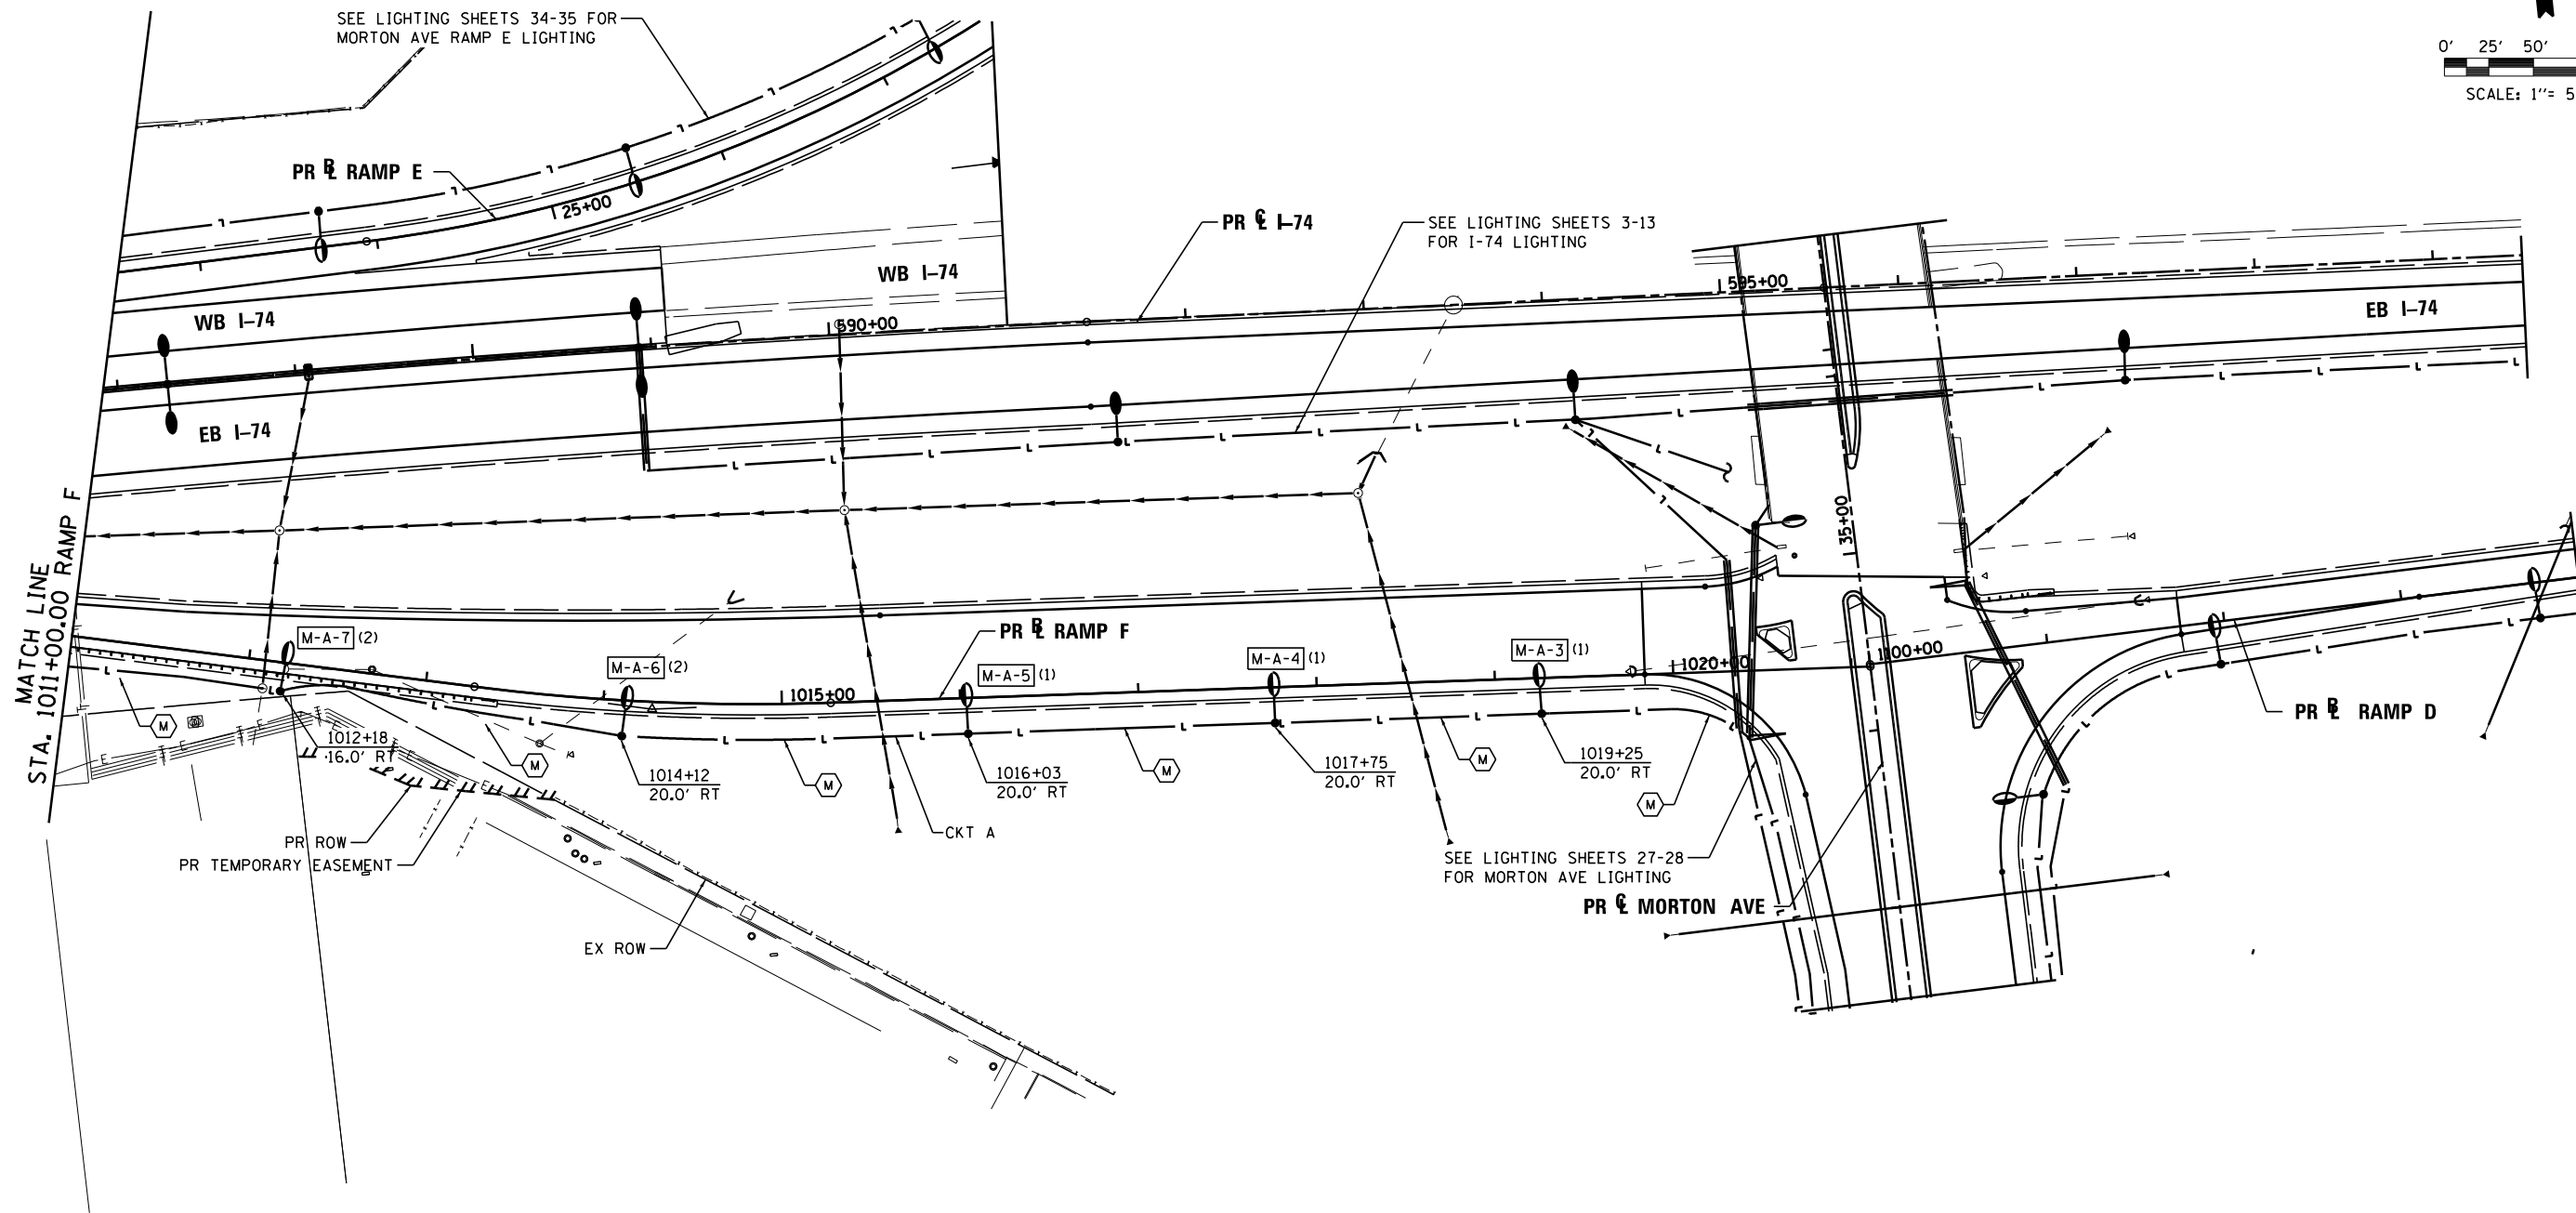 SEE LIGHTING SHEETS 34-35 FOR
MORTON AVE RAMP E LIGHTING
0' 25' 50'
SCALE: 1"= 5
PR BL RAMP E
25+00
PR CL I-74
SEE LIGHTING SHEETS 3-13
FOR I-74 LIGHTING
WB I-74
WB I-74
590+00
595+00
EB I-74
EB I-74
MATCH LINE
STA. 1011+00.00 RAMP F
35+00
M-A-7 (2)
M-A-6 (2)
M-A-5 (1)
M-A-4 (1)
M-A-3 (1)
PR BL RAMP F
1015+00
1020+00
1100+00
PR BL RAMP D
M
M
M
M
M
M
1012+18
16.0' RT
1014+12
20.0' RT
1016+03
20.0' RT
1017+75
20.0' RT
1019+25
20.0' RT
CKT A
PR ROW
PR TEMPORARY EASEMENT
EX ROW
SEE LIGHTING SHEETS 27-28
FOR MORTON AVE LIGHTING
PR CL MORTON AVE